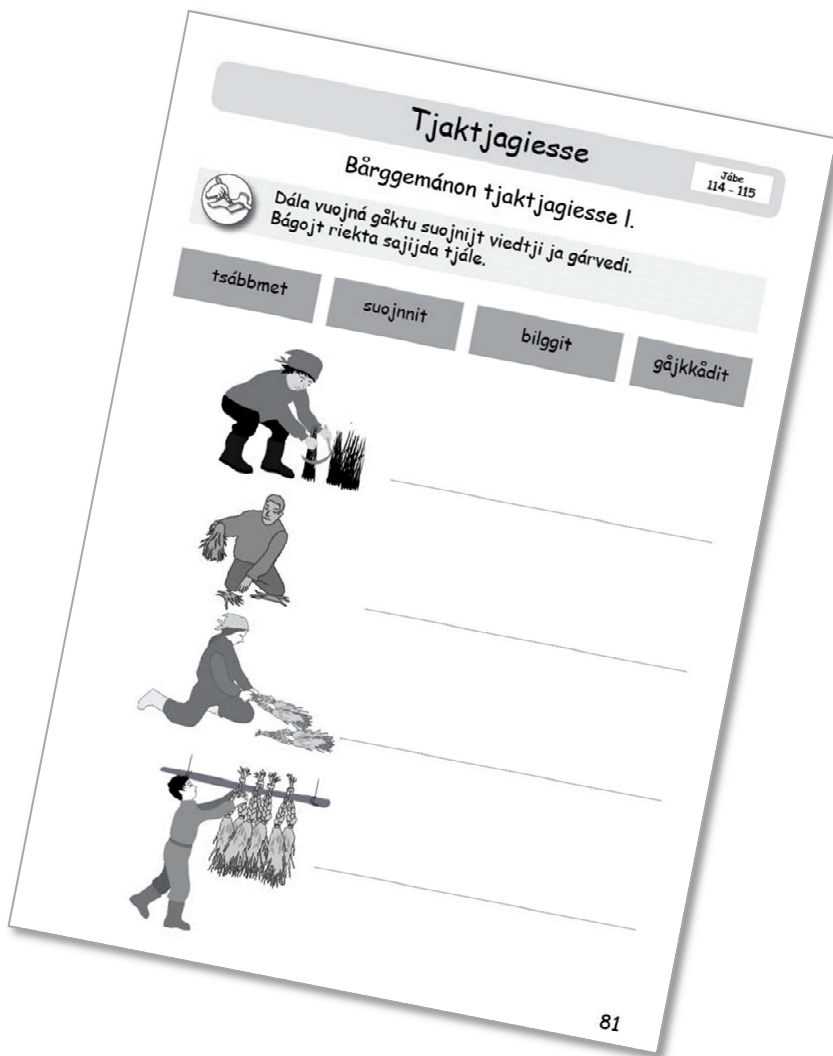 Tjaktjagiesse
Jábe
114 - 115
Bårggemánon tjaktjagiesse l.
Dála vuojná gåktu suojnijt viedtji ja gárvedi.
Bágojt riekta sajijda tjále.
tsábbmet
suojnnit
bilggit
gåjkkådit
81